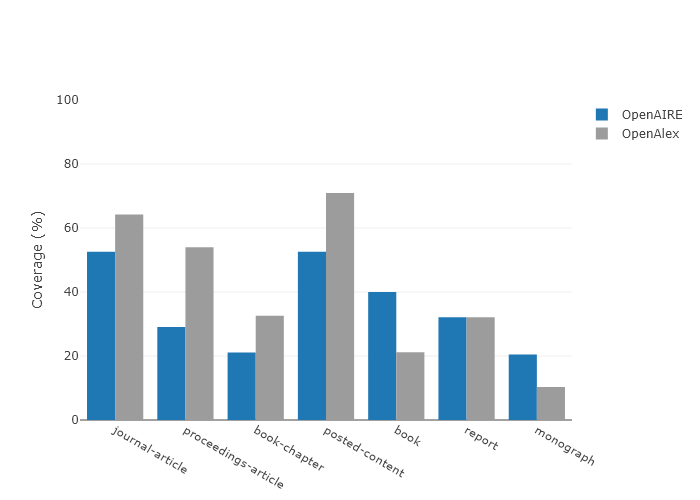 100
80
60
40
20
0
Coverage (%)
journal-article
proceedings-article
book-chapter
posted-content
book
report
monograph
OpenAIRE
OpenAlex